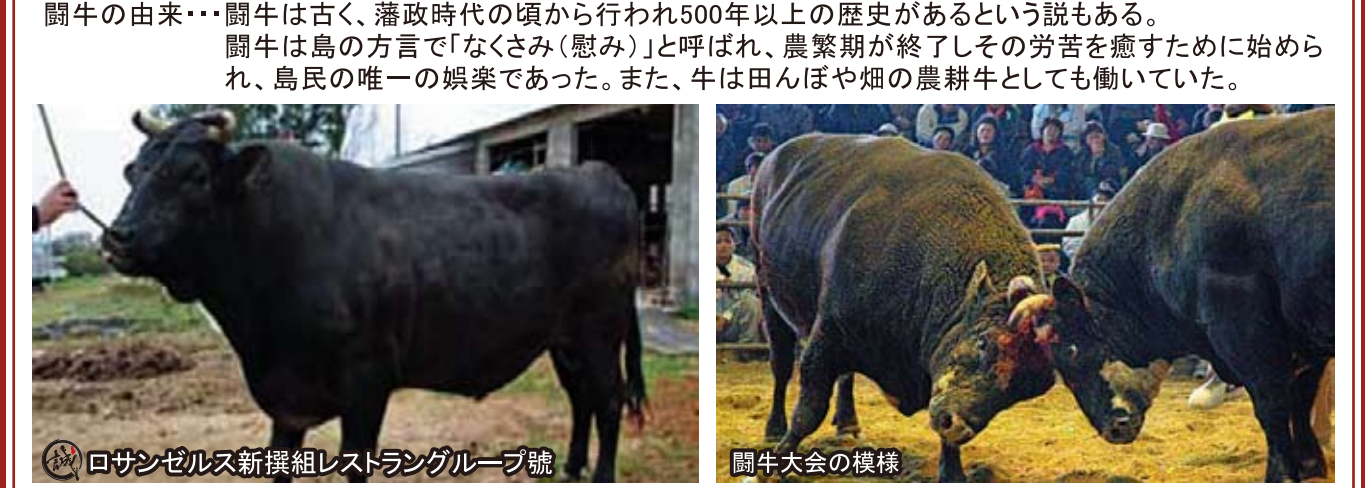 闘牛の由来･･･闘牛は古く、藩政時代の頃から行われ500年以上の歴史があるという説もある。
闘牛は島の方言で｢なくさみ（慰み）｣と呼ばれ、農繁期が終了しその労苦を癒すために始めら
れ、島民の唯一の娯楽であった。また、牛は田んぼや畑の農耕牛としても働いていた。
誠 ロサンゼルス新撰組レストラングループ號
闘牛大会の模様